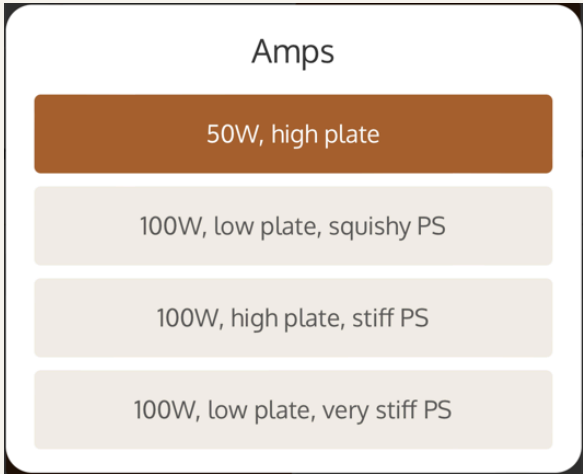 Amps
50W, high plate
100W, low plate, squishy PS
100W, high plate, stiff PS
100W, low plate, very stiff PS